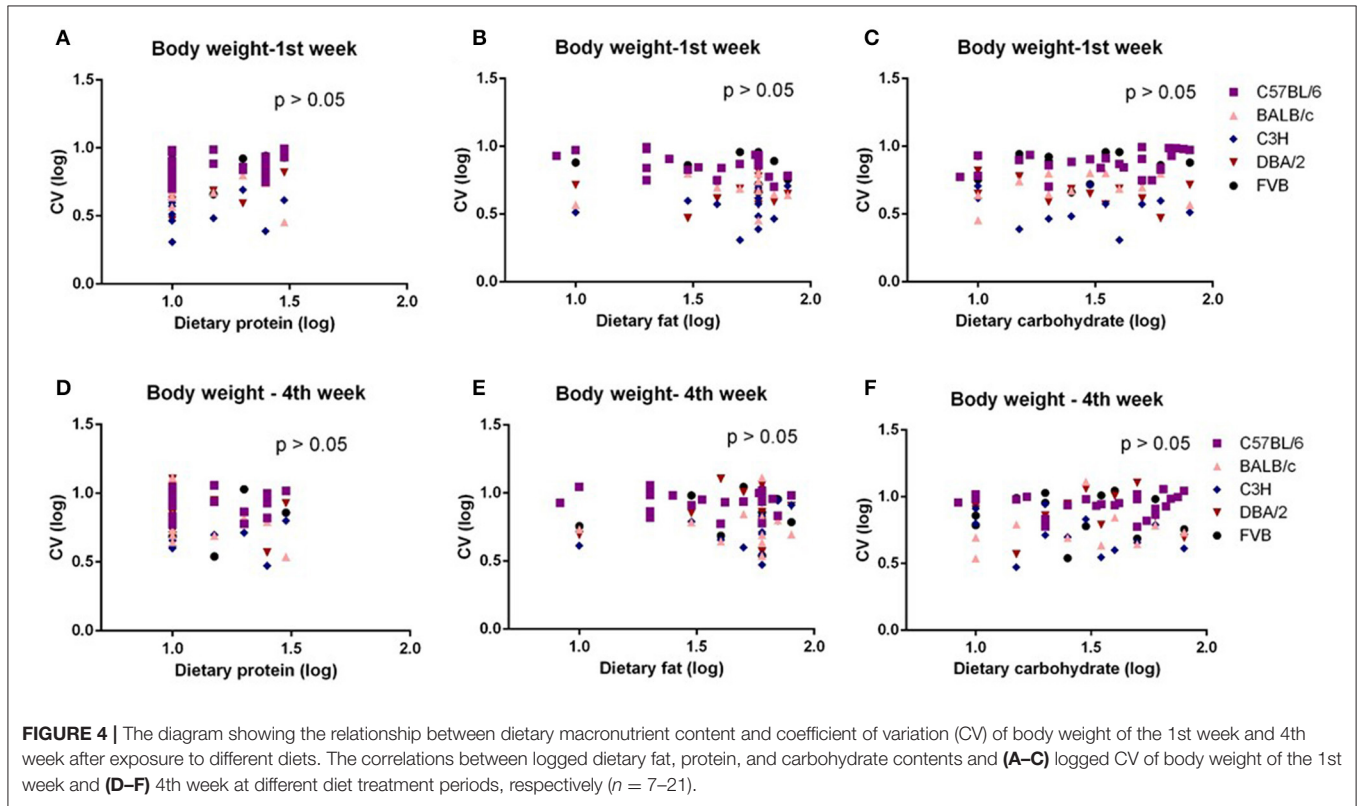 A
Body weight-1st week
p > 0.05
CV (log)
1.5
1.0
0.5
0.0
1.0 1.5 2.0
Dietary protein (log)
B
Body weight-1st week
p > 0.05
CV (log)
1.5
1.0
0.5
0.0
1.0 1.5 2.0
Dietary fat (log)
C
Body weight-1st week
p > 0.05
CV (log)
1.5
1.0
0.5
0.0
1.0 1.5 2.0
Dietary carbohydrate (log)
C57BL/6
BALB/c
C3H
DBA/2
FVB
D
Body weight - 4th week
p > 0.05
CV (log)
1.5
1.0
0.5
0.0
1.0 1.5 2.0
Dietary protein (log)
E
Body weight- 4th week
p > 0.05
CV (log)
1.5
1.0
0.5
0.0
1.0 1.5 2.0
Dietary fat (log)
F
Body weight - 4th week
p > 0.05
CV (log)
1.5
1.0
0.5
0.0
1.0 1.5 2.0
Dietary carbohydrate (log)
C57BL/6
BALB/c
C3H
DBA/2
FVB
FIGURE 4 | The diagram showing the relationship between dietary macronutrient content and coefficient of variation (CV) of body weight of the 1st week and 4th
week after exposure to different diets. The correlations between logged dietary fat, protein, and carbohydrate contents and (A–C) logged CV of body weight of the 1st
week and (D–F) 4th week at different diet treatment periods, respectively (n = 7–21).